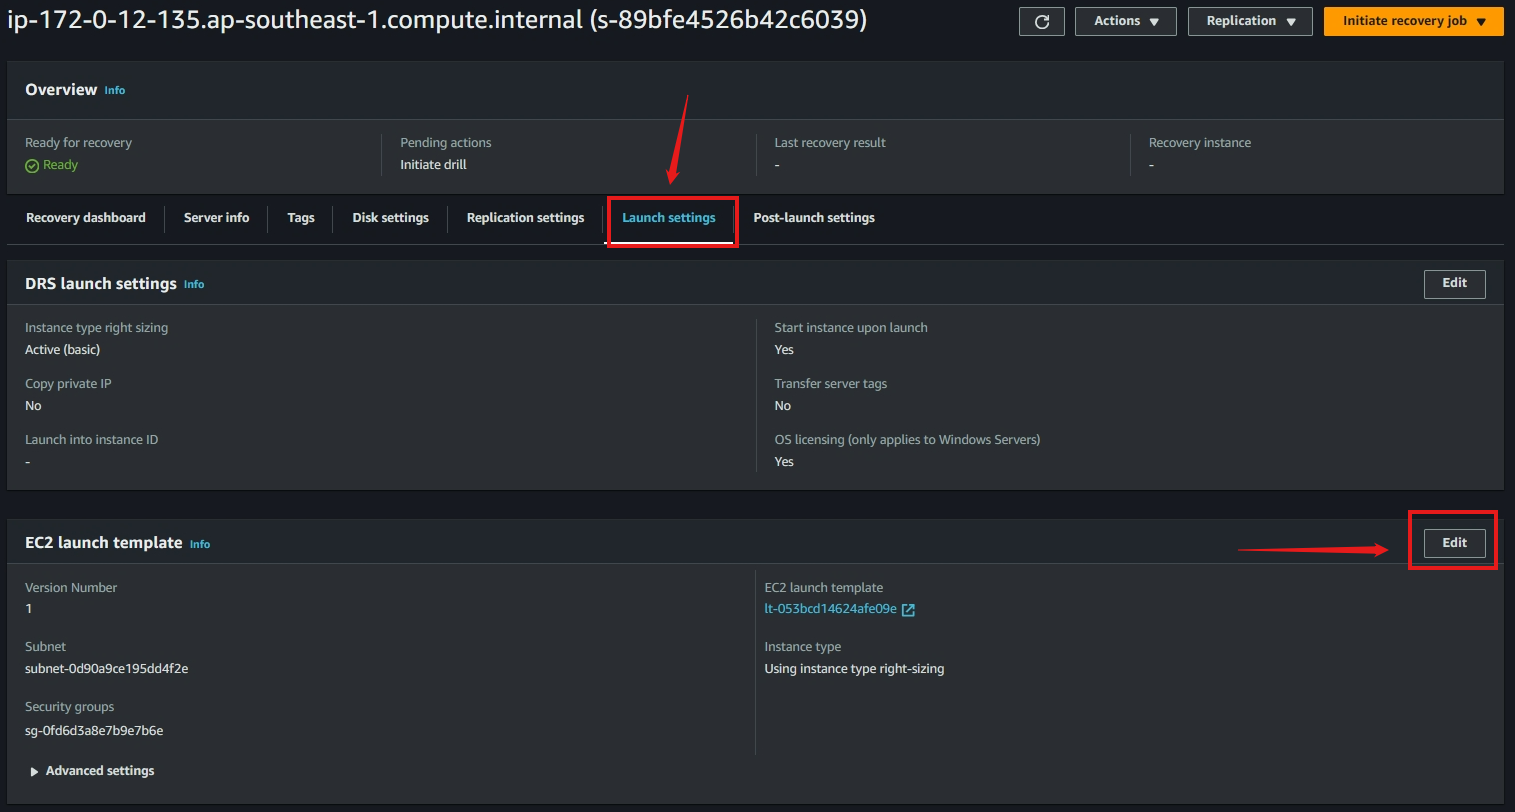 ip-172-0-12-135.ap-southeast-1.compute.internal (s-89bfe4526b42c6039)
Actions
Replication
Initiate recovery job
Overview Info
Ready for recovery
Ready
Pending actions
Initiate drill
Last recovery result
-
Recovery instance
-
Recovery dashboard
Server info
Tags
Disk settings
Replication settings
Launch settings
Post-launch settings
DRS launch settings Info
Edit
Instance type right sizing
Active (basic)
Start instance upon launch
Yes
Copy private IP
No
Transfer server tags
No
Launch into instance ID
-
OS licensing (only applies to Windows Servers)
Yes
EC2 launch template Info
Edit
Version Number
1
EC2 launch template
lt-053bcd14624afe09e
Subnet
subnet-0d90a9ce195dd4f2e
Instance type
Using instance type right-sizing
Security groups
sg-0fd6d3a8e7b9e7b6e
Advanced settings